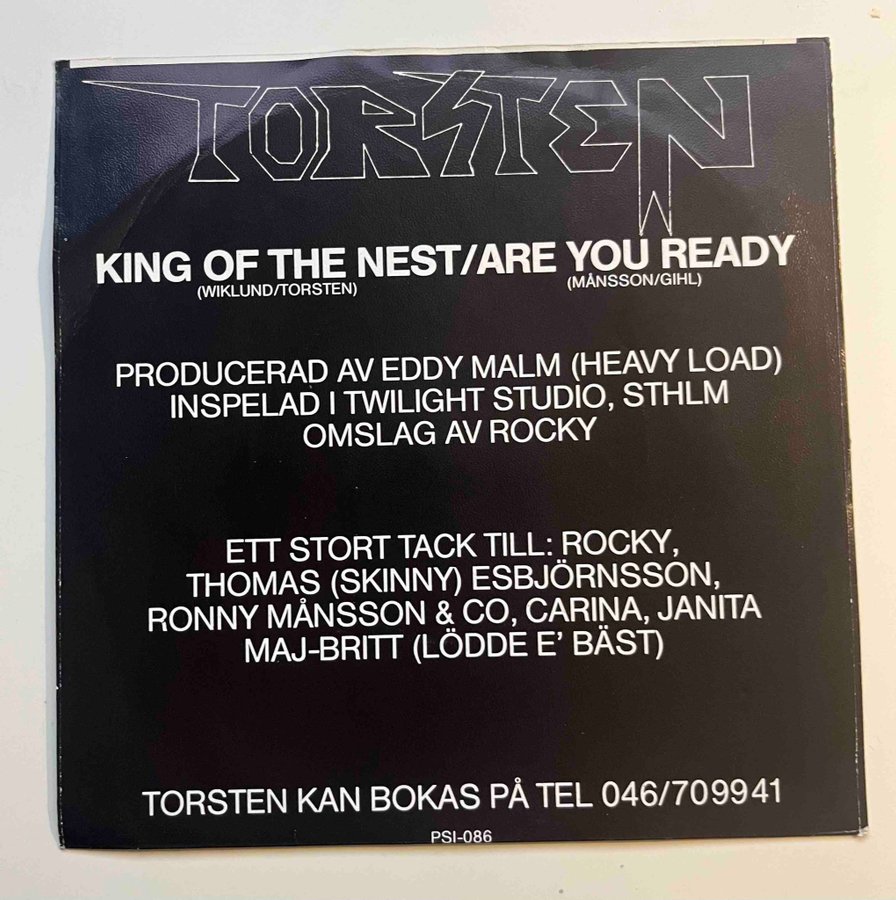 TORSTEN
KING OF THE NEST/ARE YOU READY
(WIKLUND/TORSTEN) (MÅNSSON/GIHL)
PRODUCERAD AV EDDY MALM (HEAVY LOAD)
INSPELAD I TWILIGHT STUDIO, STHLM
OMSLAG AV ROCKY
ETT STORT TACK TILL: ROCKY,
THOMAS (SKINNY) ESBJÖRNSSON,
RONNY MÅNSSON & CO, CARINA, JANITA
MAJ-BRITT (LÖDDE E' BÄST)
TORSTEN KAN BOKAS PÅ TEL 046/709941
PSI-086